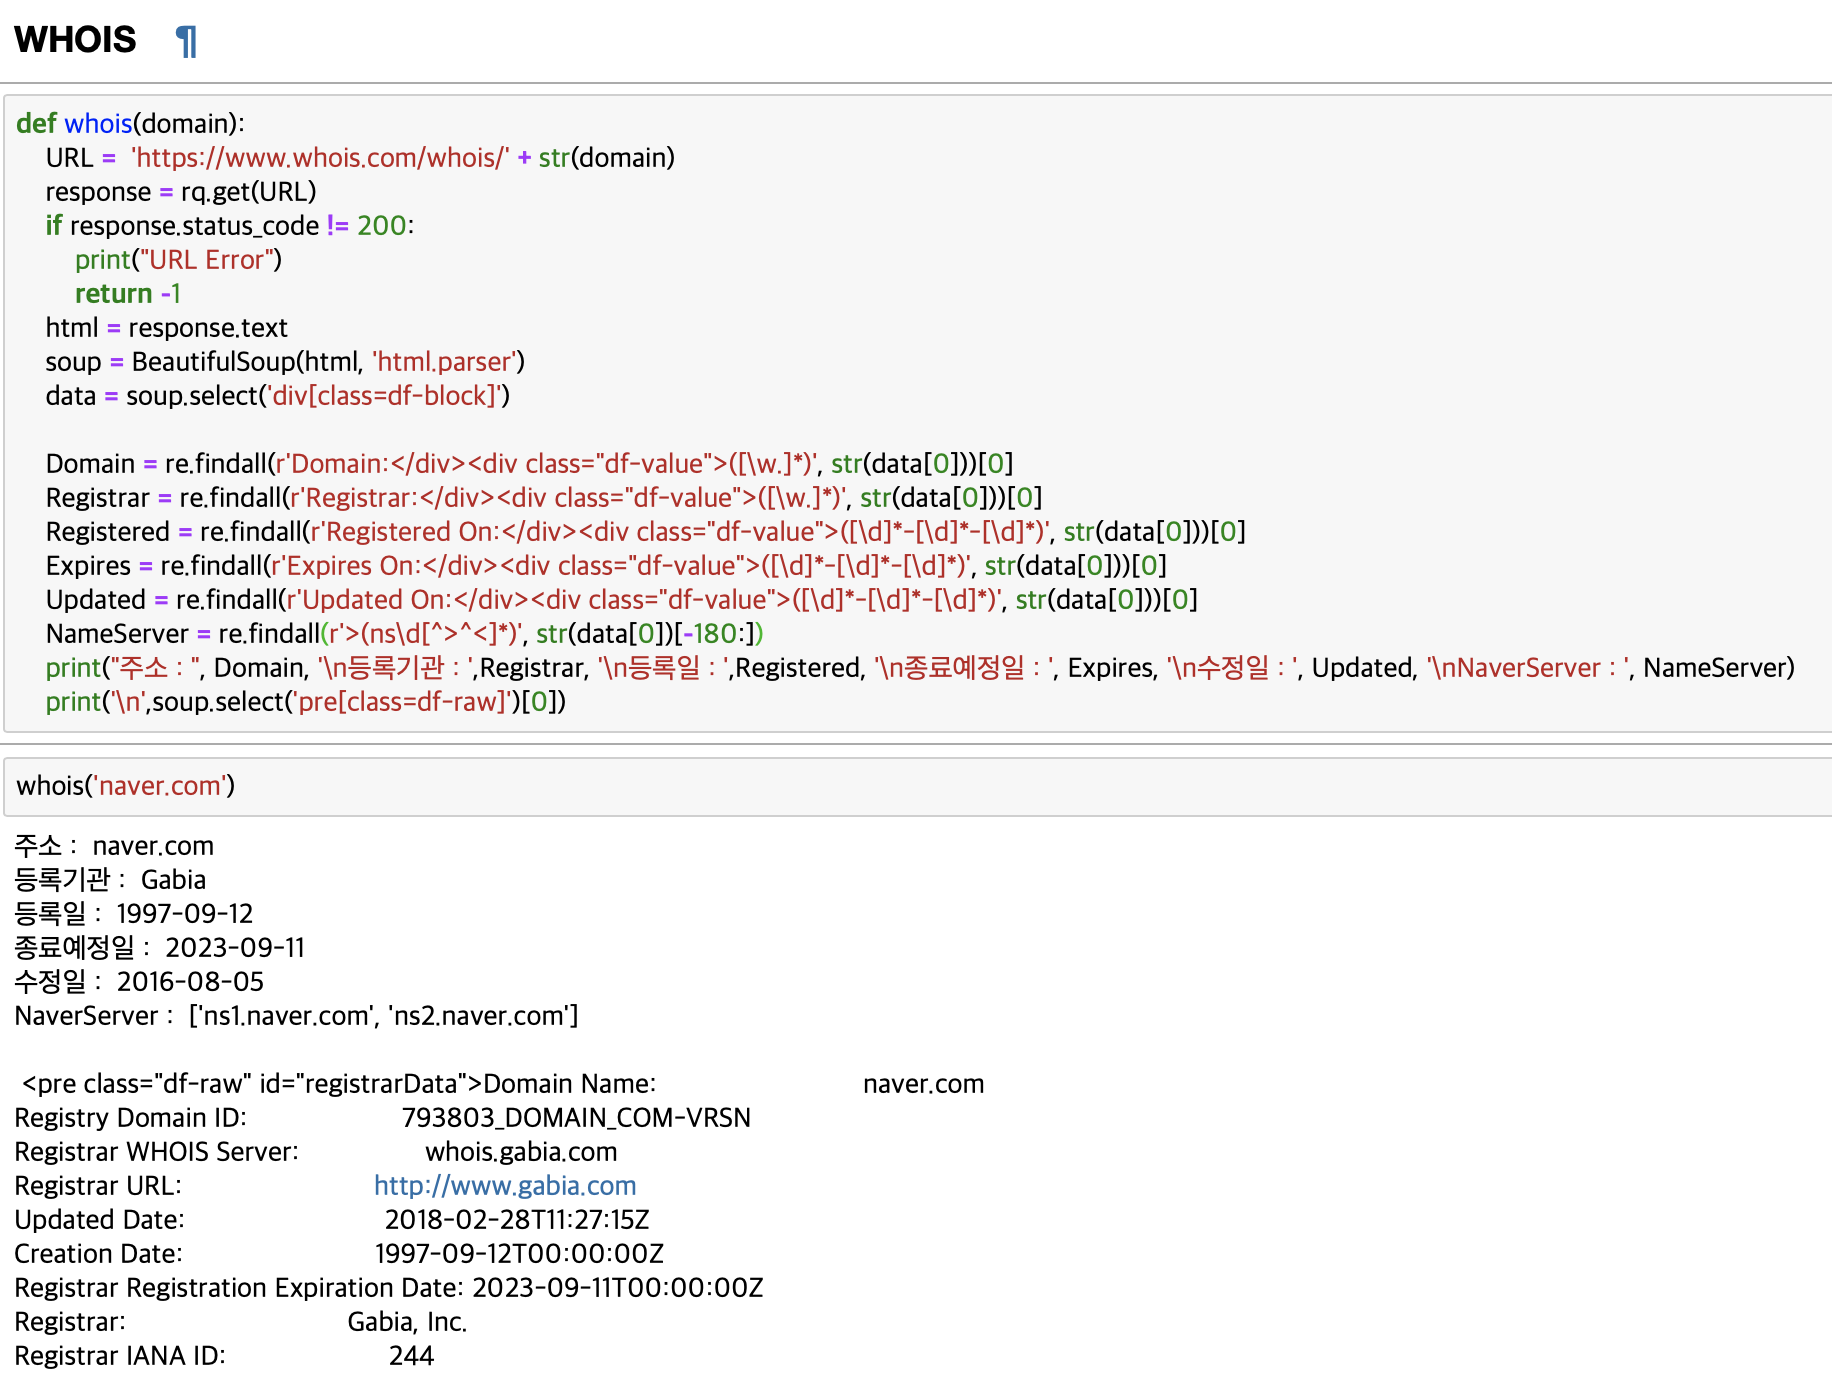 WHOIS ¶
def whois(domain):
    URL =  'https://www.whois.com/whois/' + str(domain)
    response = rq.get(URL)
    if response.status_code != 200:
        print("URL Error")
        return -1
    html = response.text
    soup = BeautifulSoup(html, 'html.parser')
    data = soup.select('div[class=df-block]')

    Domain = re.findall(r'Domain:</div><div class="df-value">([\w.]*)', str(data[0]))[0]
    Registrar = re.findall(r'Registrar:</div><div class="df-value">([\w.]*)', str(data[0]))[0]
    Registered = re.findall(r'Registered On:</div><div class="df-value">([\d]*-[\d]*-[\d]*)', str(data[0]))[0]
    Expires = re.findall(r'Expires On:</div><div class="df-value">([\d]*-[\d]*-[\d]*)', str(data[0]))[0]
    Updated = re.findall(r'Updated On:</div><div class="df-value">([\d]*-[\d]*-[\d]*)', str(data[0]))[0]
    NameServer = re.findall(r'>(ns\d[^>^<]*)', str(data[0])[-180:])
    print("주소 : ", Domain, '\n등록기관 : ',Registrar, '\n등록일 : ',Registered, '\n종료예정일 : ', Expires, '\n수정일 : ', Updated, '\nNaverServer : ', NameServer)
    print('\n',soup.select('pre[class=df-raw]')[0])
whois('naver.com')
주소 :  naver.com
등록기관 :  Gabia
등록일 :  1997-09-12
종료예정일 :  2023-09-11
수정일 :  2016-08-05
NaverServer :  ['ns1.naver.com', 'ns2.naver.com']

 <pre class="df-raw" id="registrarData">Domain Name: naver.com
Registry Domain ID: 793803_DOMAIN_COM-VRSN
Registrar WHOIS Server: whois.gabia.com
Registrar URL: http://www.gabia.com
Updated Date: 2018-02-28T11:27:15Z
Creation Date: 1997-09-12T00:00:00Z
Registrar Registration Expiration Date: 2023-09-11T00:00:00Z
Registrar: Gabia, Inc.
Registrar IANA ID: 244